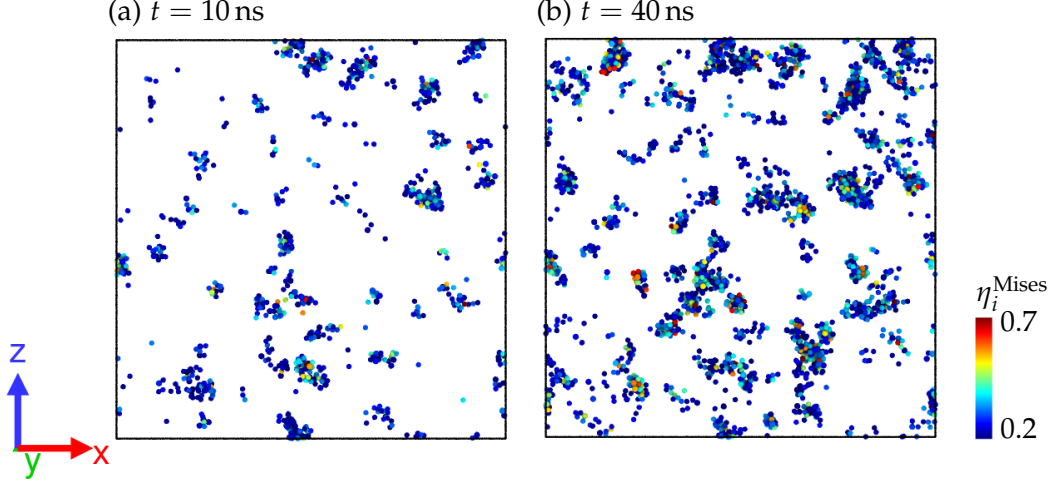 (a) t = 10 ns
(b) t = 40 ns
η_i^Mises
0.7
0.2
z
y
x